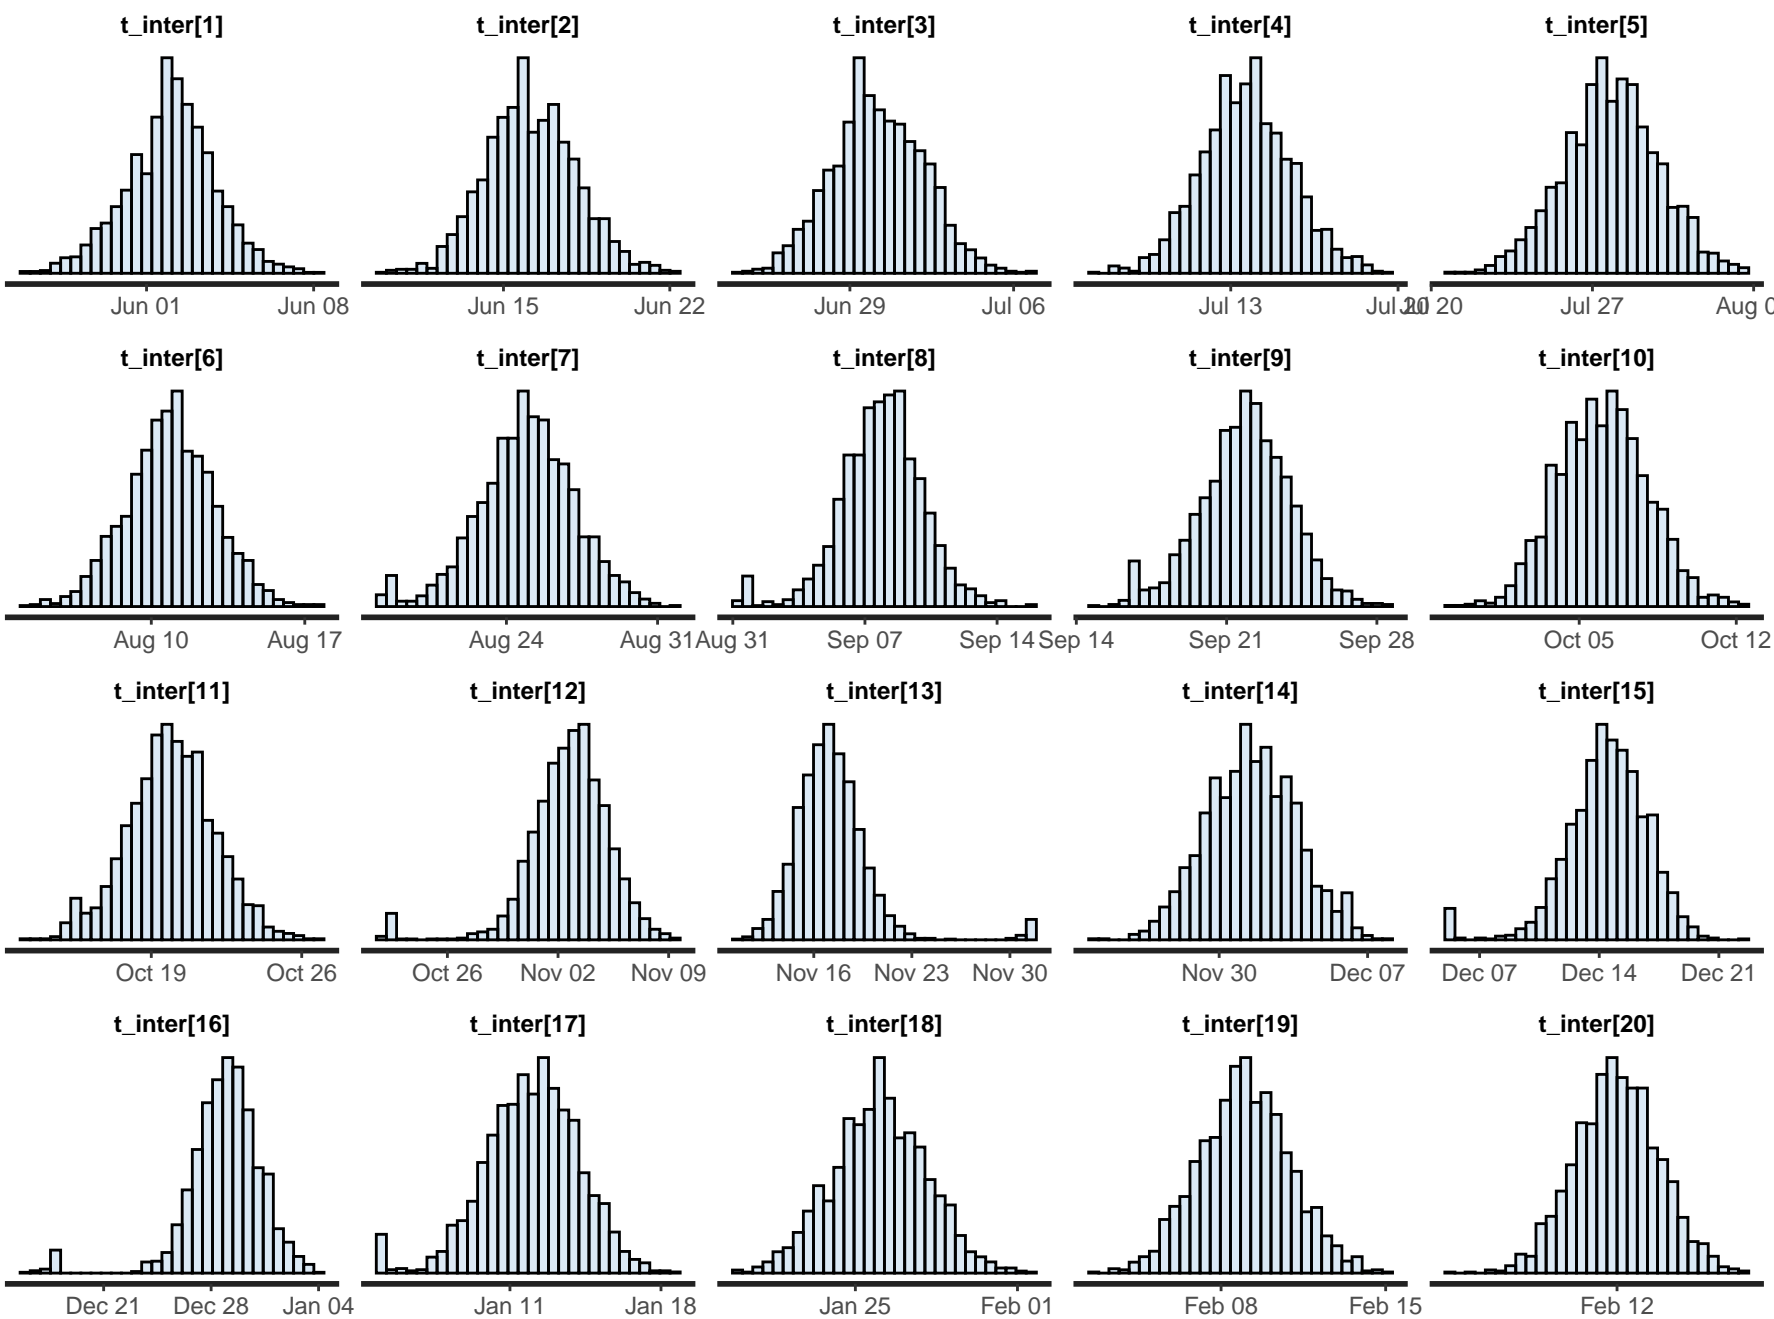 t_inter[1] t_inter[2] t_inter[3] t_inter[4] t_inter[5]
Jun 01 Jun 08 Jun 15 Jun 22 Jun 29 Jul 06 Jul 13 Jul 20 Jul 20 Jul 27 Aug 0
t_inter[6] t_inter[7] t_inter[8] t_inter[9] t_inter[10]
Aug 10 Aug 17 Aug 24 Aug 31 Aug 31 Sep 07 Sep 14 Sep 14 Sep 21 Sep 28 Oct 05 Oct 12
t_inter[11] t_inter[12] t_inter[13] t_inter[14] t_inter[15]
Oct 19 Oct 26 Oct 26 Nov 02 Nov 09 Nov 16 Nov 23 Nov 30 Nov 30 Dec 07 Dec 07 Dec 14 Dec 21
t_inter[16] t_inter[17] t_inter[18] t_inter[19] t_inter[20]
Dec 21 Dec 28 Jan 04 Jan 11 Jan 18 Jan 25 Feb 01 Feb 08 Feb 15 Feb 12